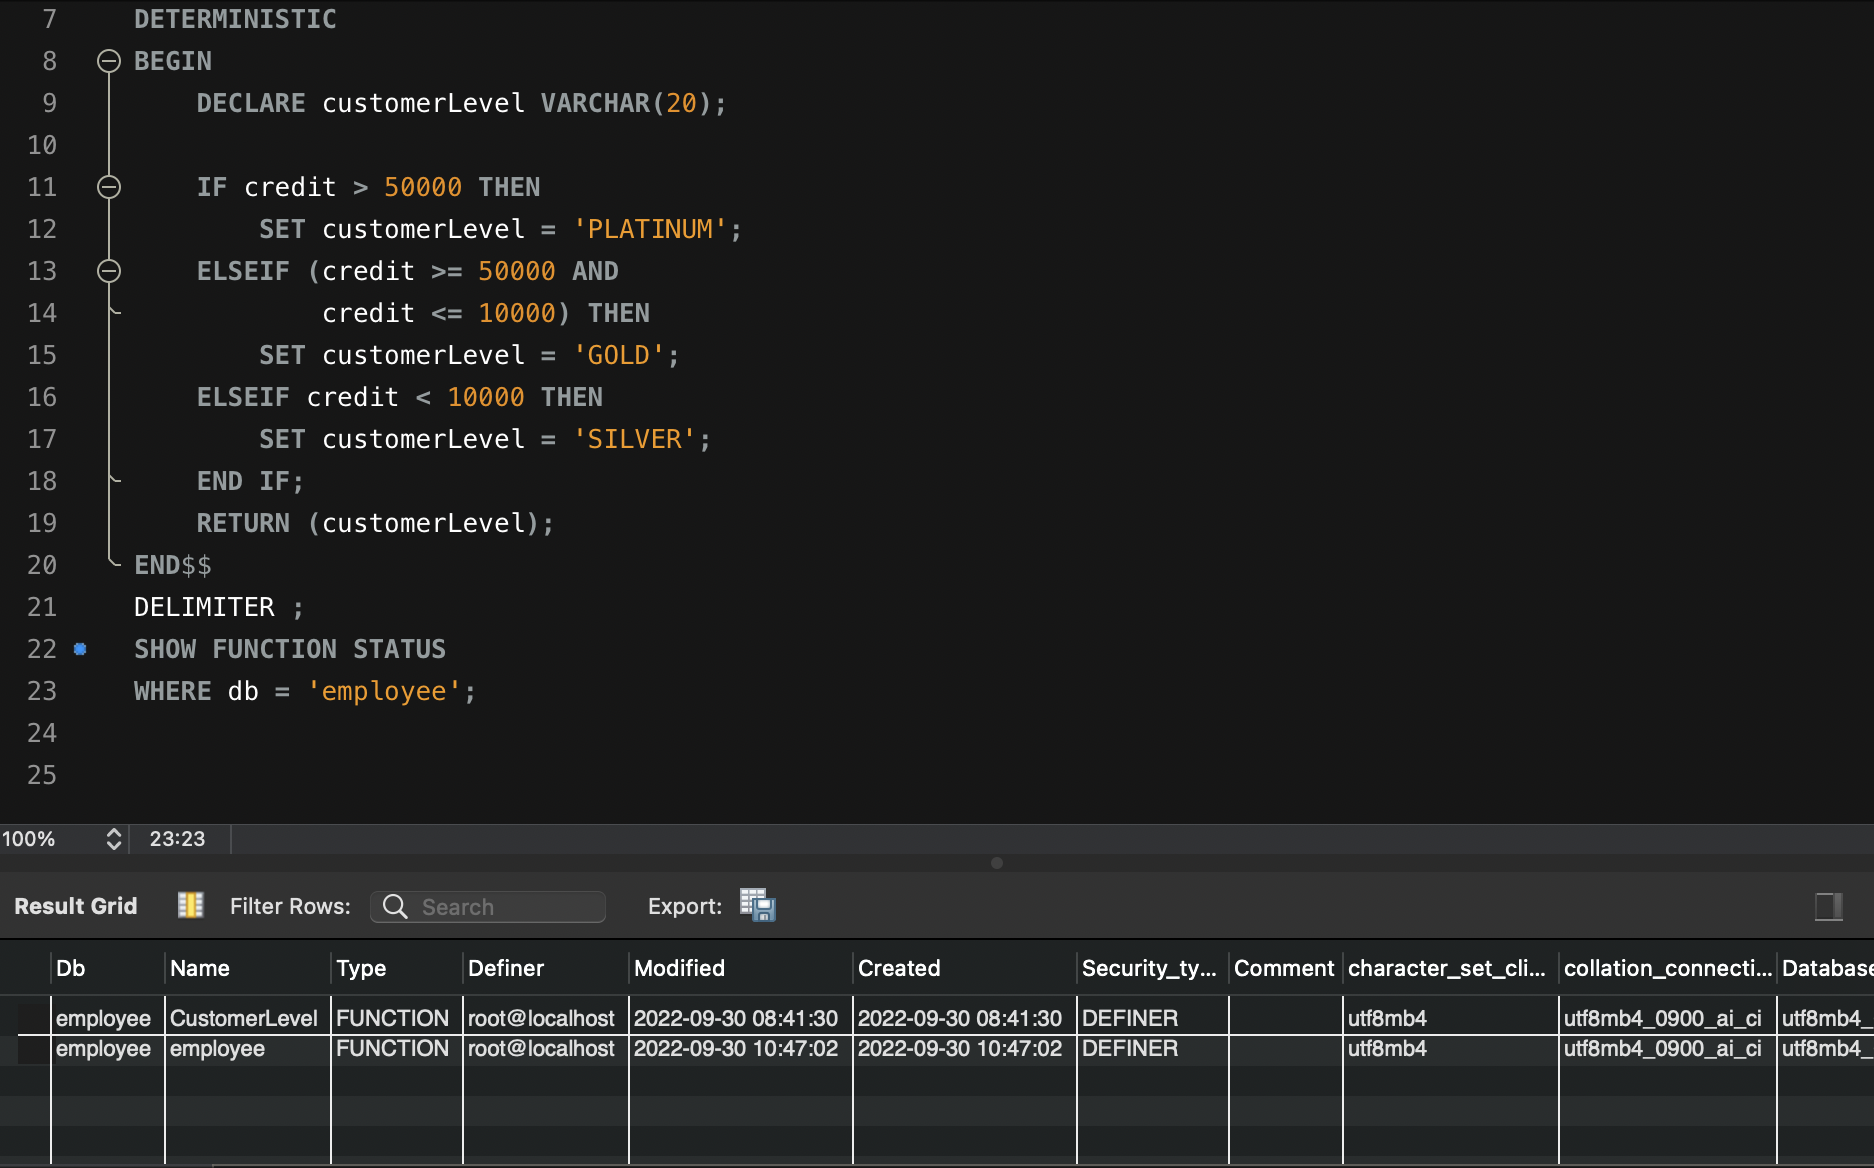 7 DETERMINISTIC
8 BEGIN
9 DECLARE customerLevel VARCHAR(20);
10
11 IF credit > 50000 THEN
12 SET customerLevel = 'PLATINUM';
13 ELSEIF (credit >= 50000 AND
14 credit <= 10000) THEN
15 SET customerLevel = 'GOLD';
16 ELSEIF credit < 10000 THEN
17 SET customerLevel = 'SILVER';
18 END IF;
19 RETURN (customerLevel);
20 END$$
21 DELIMITER ;
22 SHOW FUNCTION STATUS
23 WHERE db = 'employee';
24
25
100% 23:23
Result Grid Filter Rows: Search Export:
Db Name Type Definer Modified Created Security_ty... Comment character_set_cli... collation_connecti... Database
employee CustomerLevel FUNCTION root@localhost 2022-09-30 08:41:30 2022-09-30 08:41:30 DEFINER utf8mb4 utf8mb4_0900_ai_ci utf8mb4_
employee employee FUNCTION root@localhost 2022-09-30 10:47:02 2022-09-30 10:47:02 DEFINER utf8mb4 utf8mb4_0900_ai_ci utf8mb4_